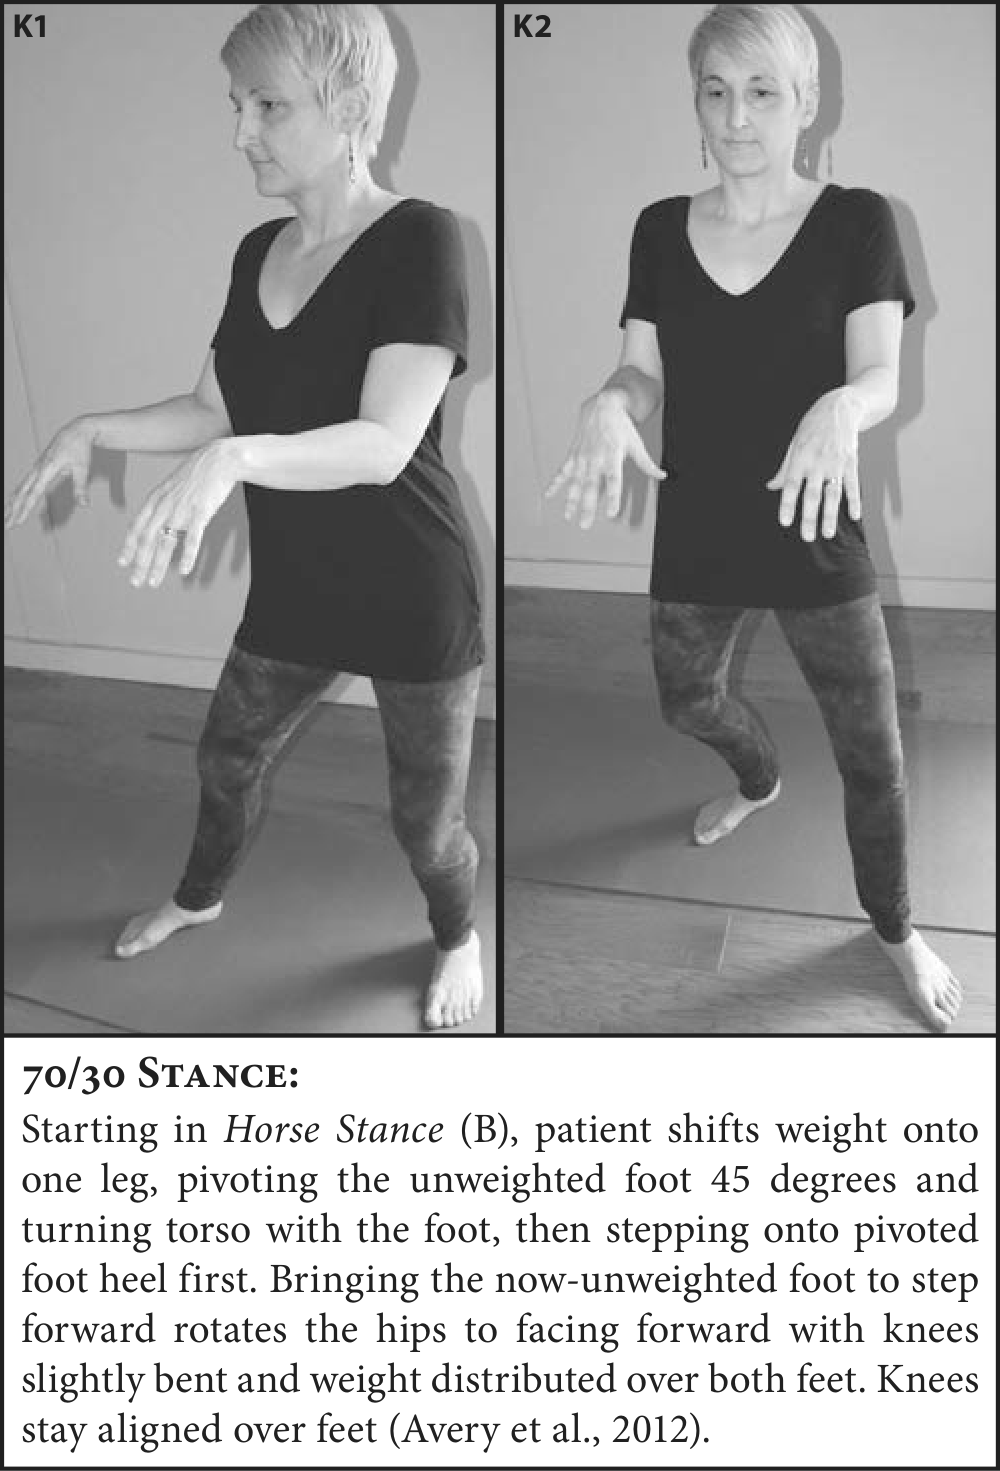 K1
K2
70/30 Stance:
Starting in Horse Stance (B), patient shifts weight onto
one leg, pivoting the unweighted foot 45 degrees and
turning torso with the foot, then stepping onto pivoted
foot heel first. Bringing the now-unweighted foot to step
forward rotates the hips to facing forward with knees
slightly bent and weight distributed over both feet. Knees
stay aligned over feet (Avery et al., 2012).